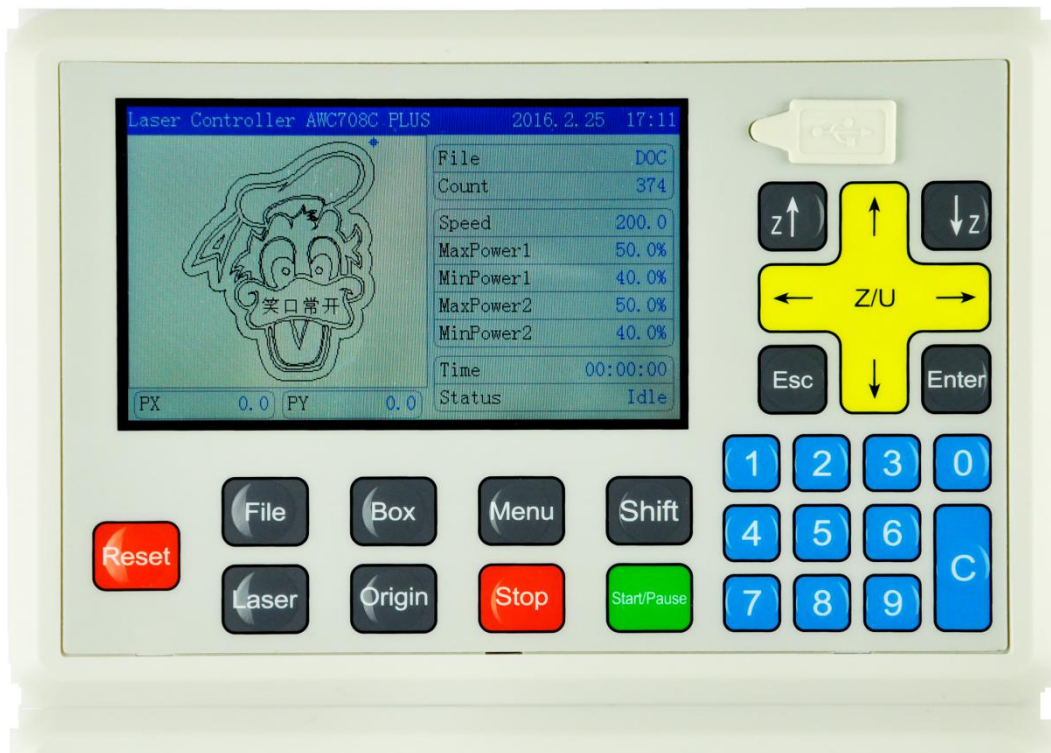 Laser Controller AWC708C PLUS 2016. 2. 25 17:11
File DOC
Count 374
Speed 200.0
MaxPower1 50.0%
MinPower1 40.0%
MaxPower2 50.0%
MinPower2 40.0%
Time 00:00:00
Status Idle
笑口常开
PX 0.0 PY 0.0
Z Z
Z/U
Esc Enter
1 2 3 0
4 5 6 C
7 8 9
File Box Menu Shift
Reset
Laser Origin Stop Start/Pause